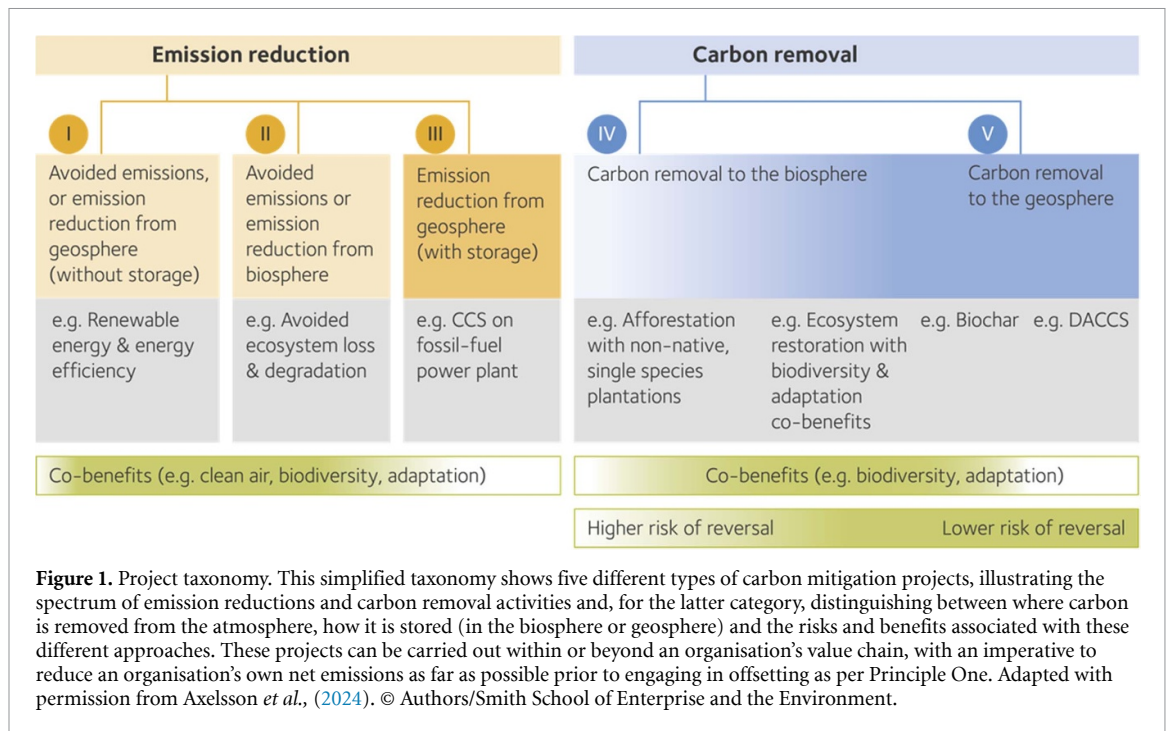 Emission reduction
Carbon removal
I
Avoided emissions,
or emission
reduction from
geosphere
(without storage)
e.g. Renewable
energy & energy
efficiency
II
Avoided
emissions or
emission
reduction from
biosphere
e.g. Avoided
ecosystem loss
& degradation
III
Emission
reduction from
geosphere
(with storage)
e.g. CCS on
fossil-fuel
power plant
IV
Carbon removal to the biosphere
V
Carbon removal
to the geosphere
e.g. Afforestation
with non-native,
single species
plantations
e.g. Ecosystem
restoration with
biodiversity &
adaptation
co-benefits
e.g. Biochar
e.g. DACCS
Co-benefits (e.g. clean air, biodiversity, adaptation)
Co-benefits (e.g. biodiversity, adaptation)
Higher risk of reversal
Lower risk of reversal
Figure 1. Project taxonomy. This simplified taxonomy shows five different types of carbon mitigation projects, illustrating the
spectrum of emission reductions and carbon removal activities and, for the latter category, distinguishing between where carbon
is removed from the atmosphere, how it is stored (in the biosphere or geosphere) and the risks and benefits associated with these
different approaches. These projects can be carried out within or beyond an organisation's value chain, with an imperative to
reduce an organisation's own net emissions as far as possible prior to engaging in offsetting as per Principle One. Adapted with
permission from Axelsson et al., (2024). © Authors/Smith School of Enterprise and the Environment.